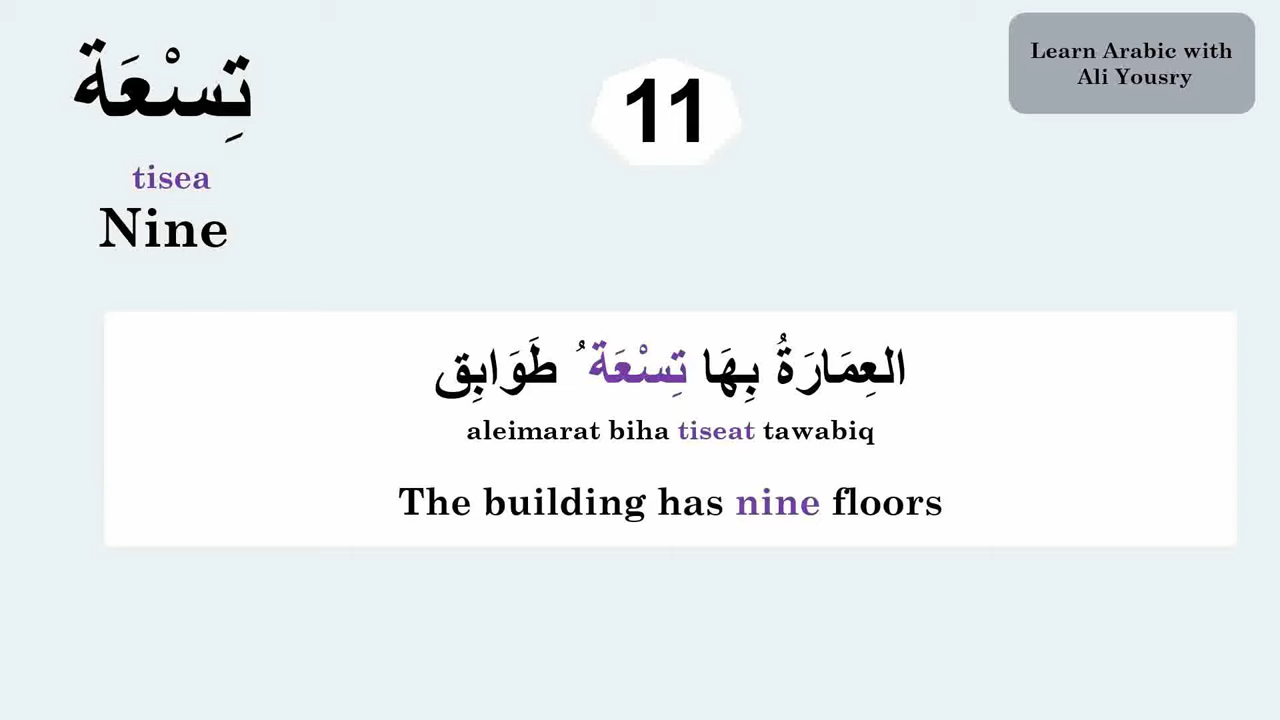 تِسْعَة
tisea
Nine
11
Learn Arabic with
Ali Yousry
العِمَارَةُ بِهَا تِسْعَة ُ طَوَابِق
aleimarat biha tiseat tawabiq
The building has nine floors